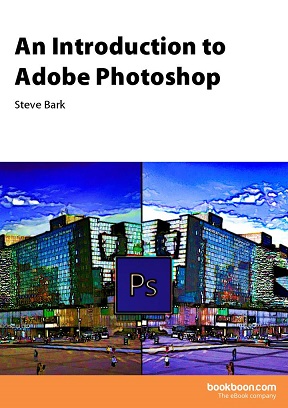 An Introduction to
Adobe Photoshop
Steve Bark
Ps
bookboon.com
The eBook company